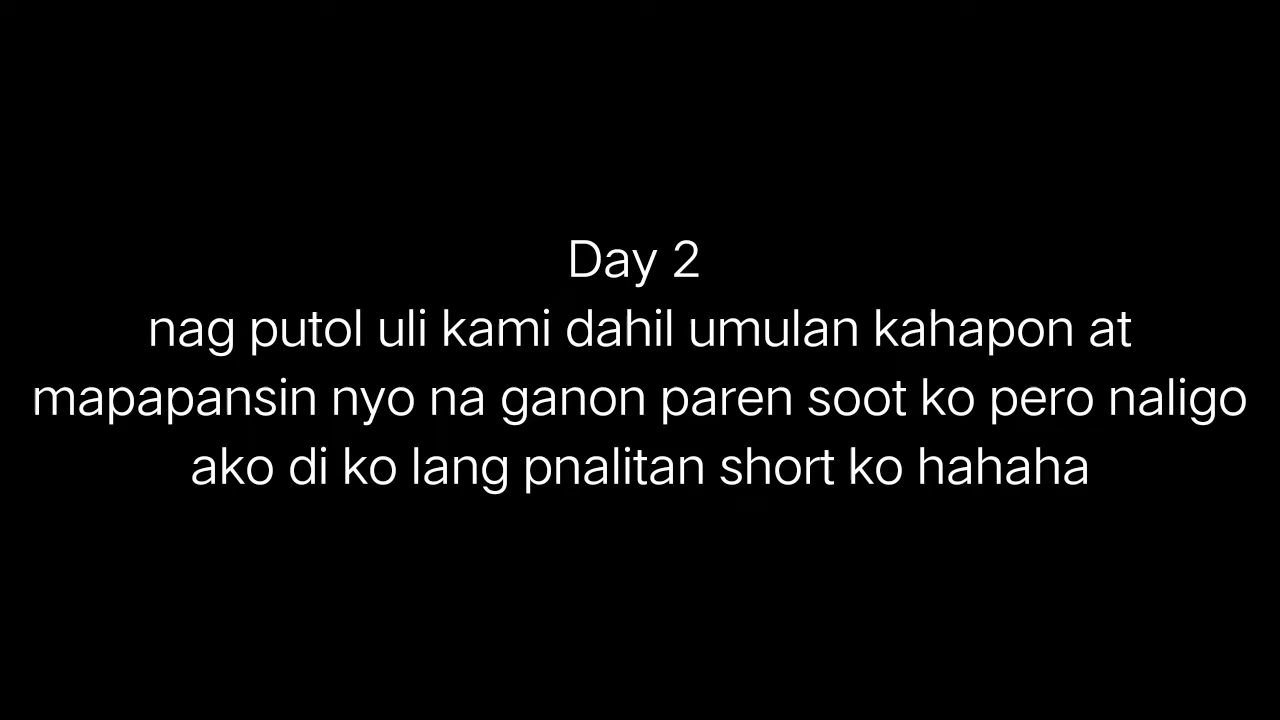 Day 2
nag putol uli kami dahil umulan kahapon at
mapapansin nyo na ganon paren soot ko pero naligo
ako di ko lang pnalitan short ko hahaha